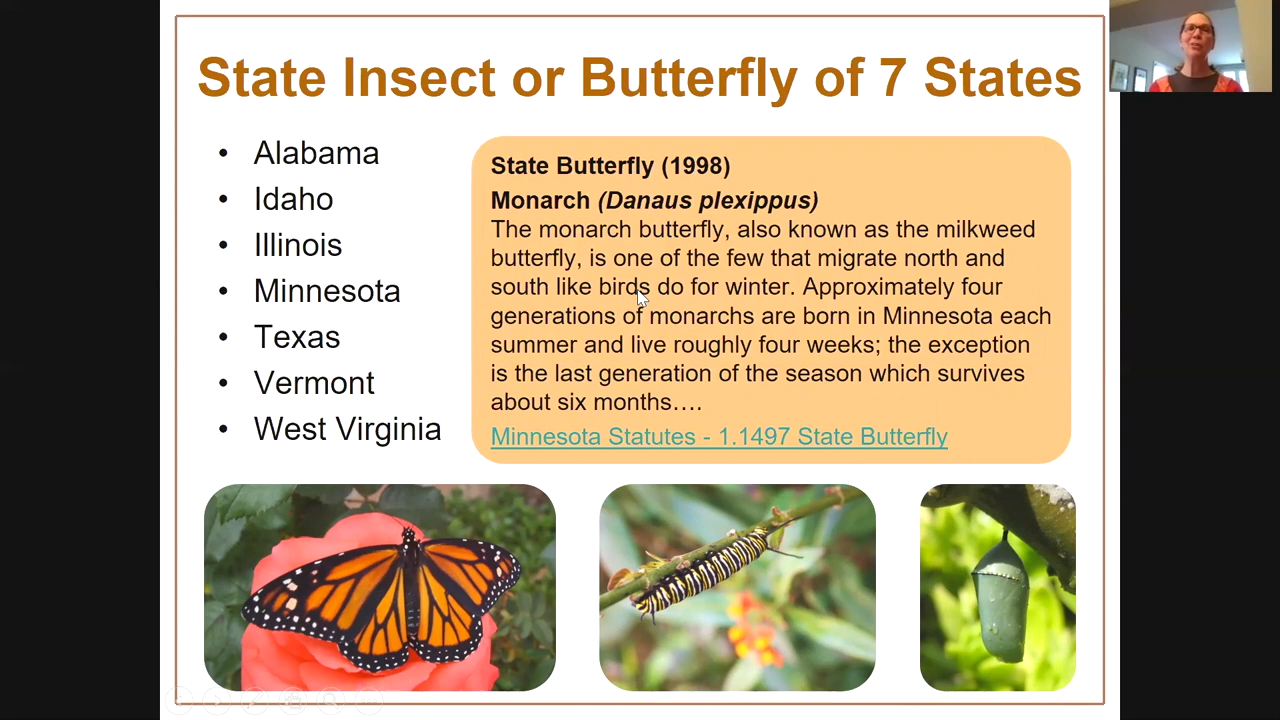 State Insect or Butterfly of 7 States
• Alabama
• Idaho
• Illinois
• Minnesota
• Texas
• Vermont
• West Virginia
State Butterfly (1998)
Monarch (Danaus plexippus)
The monarch butterfly, also known as the milkweed
butterfly, is one of the few that migrate north and
south like birds do for winter. Approximately four
generations of monarchs are born in Minnesota each
summer and live roughly four weeks; the exception
is the last generation of the season which survives
about six months….
Minnesota Statutes - 1.1497 State Butterfly